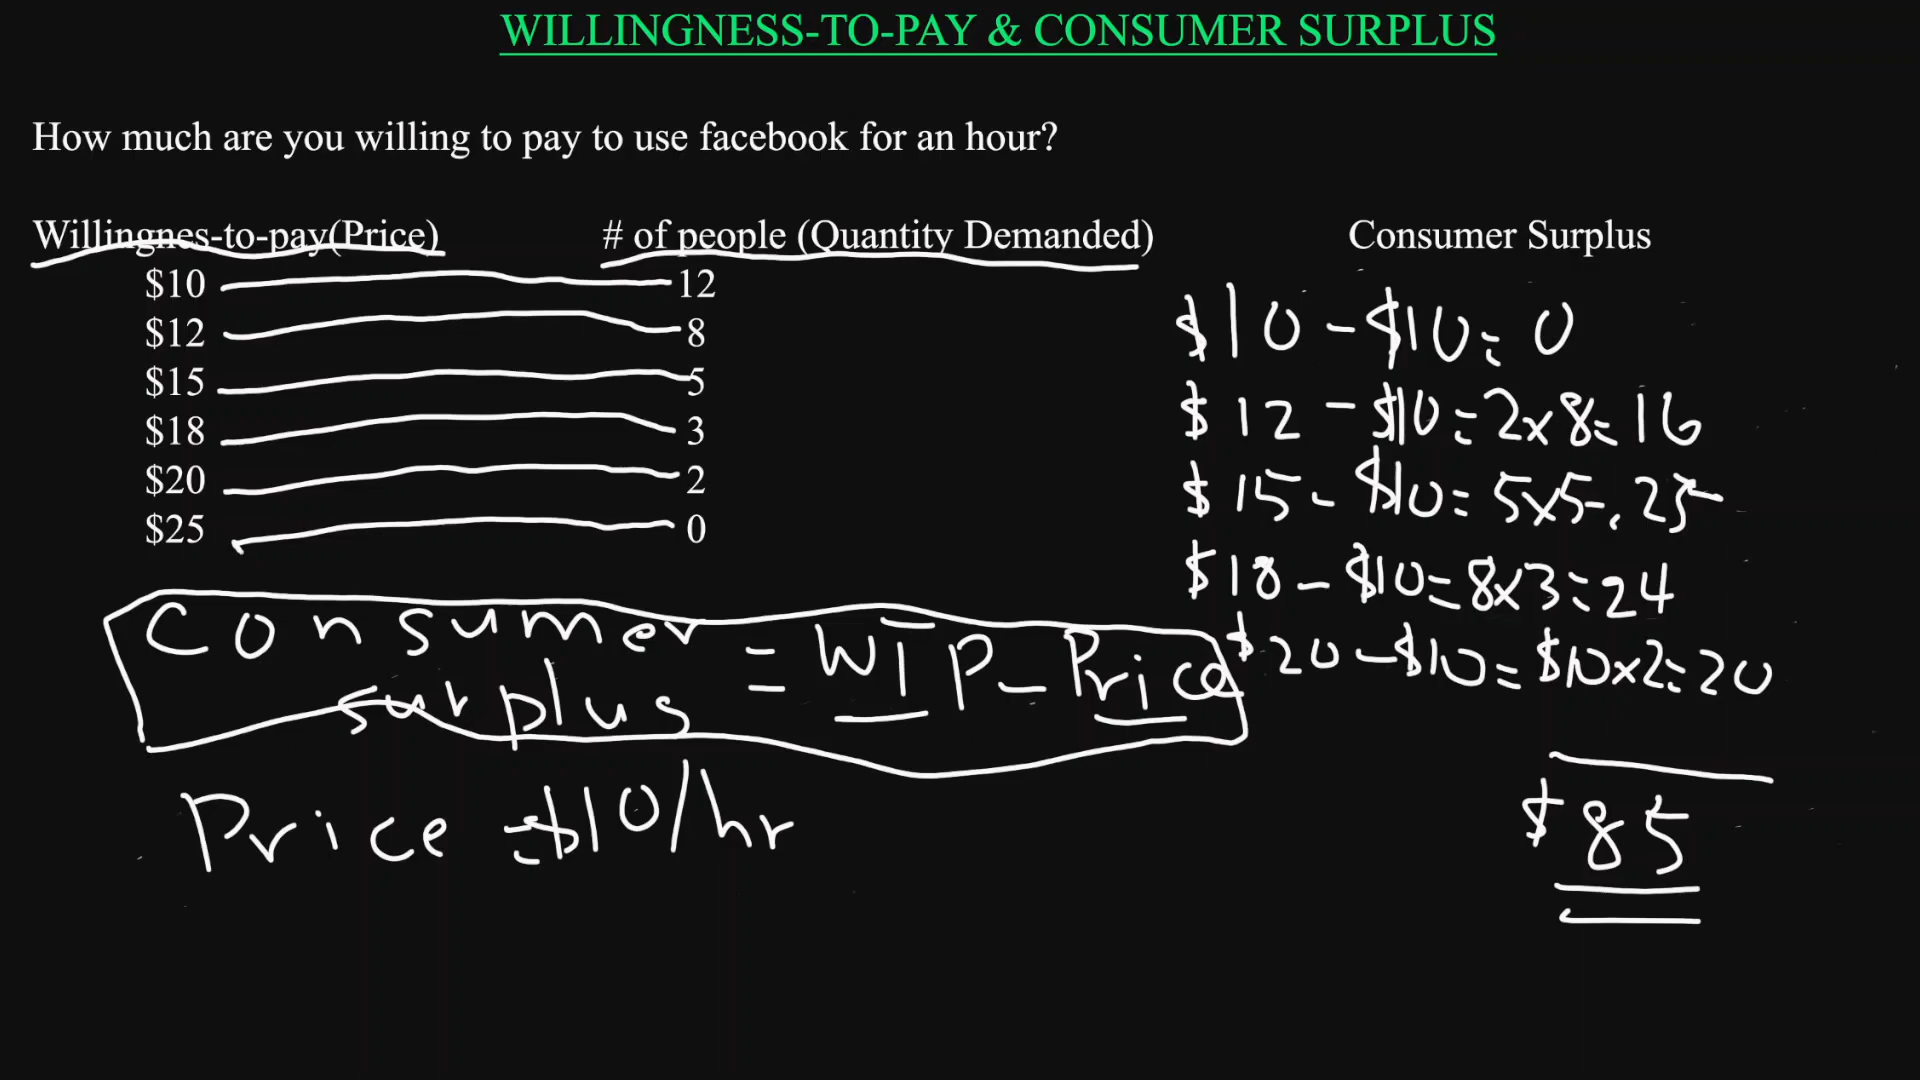 WILLINGNESS-TO-PAY & CONSUMER SURPLUS
How much are you willing to pay to use facebook for an hour?
Willingnes-to-pay(Price) # of people (Quantity Demanded) Consumer Surplus
$10 12
$12 8
$15 5
$18 3
$20 2
$25 0
$10 - $10 = 0
$12 - $10 = 2x8 = 16
$15 - $10 = 5x5 = 25
$18 - $10 = 8x3 = 24
$20 - $10 = $10x2 = 20
$85
Consumer surplus = WTP - Price
Price = $10/hr